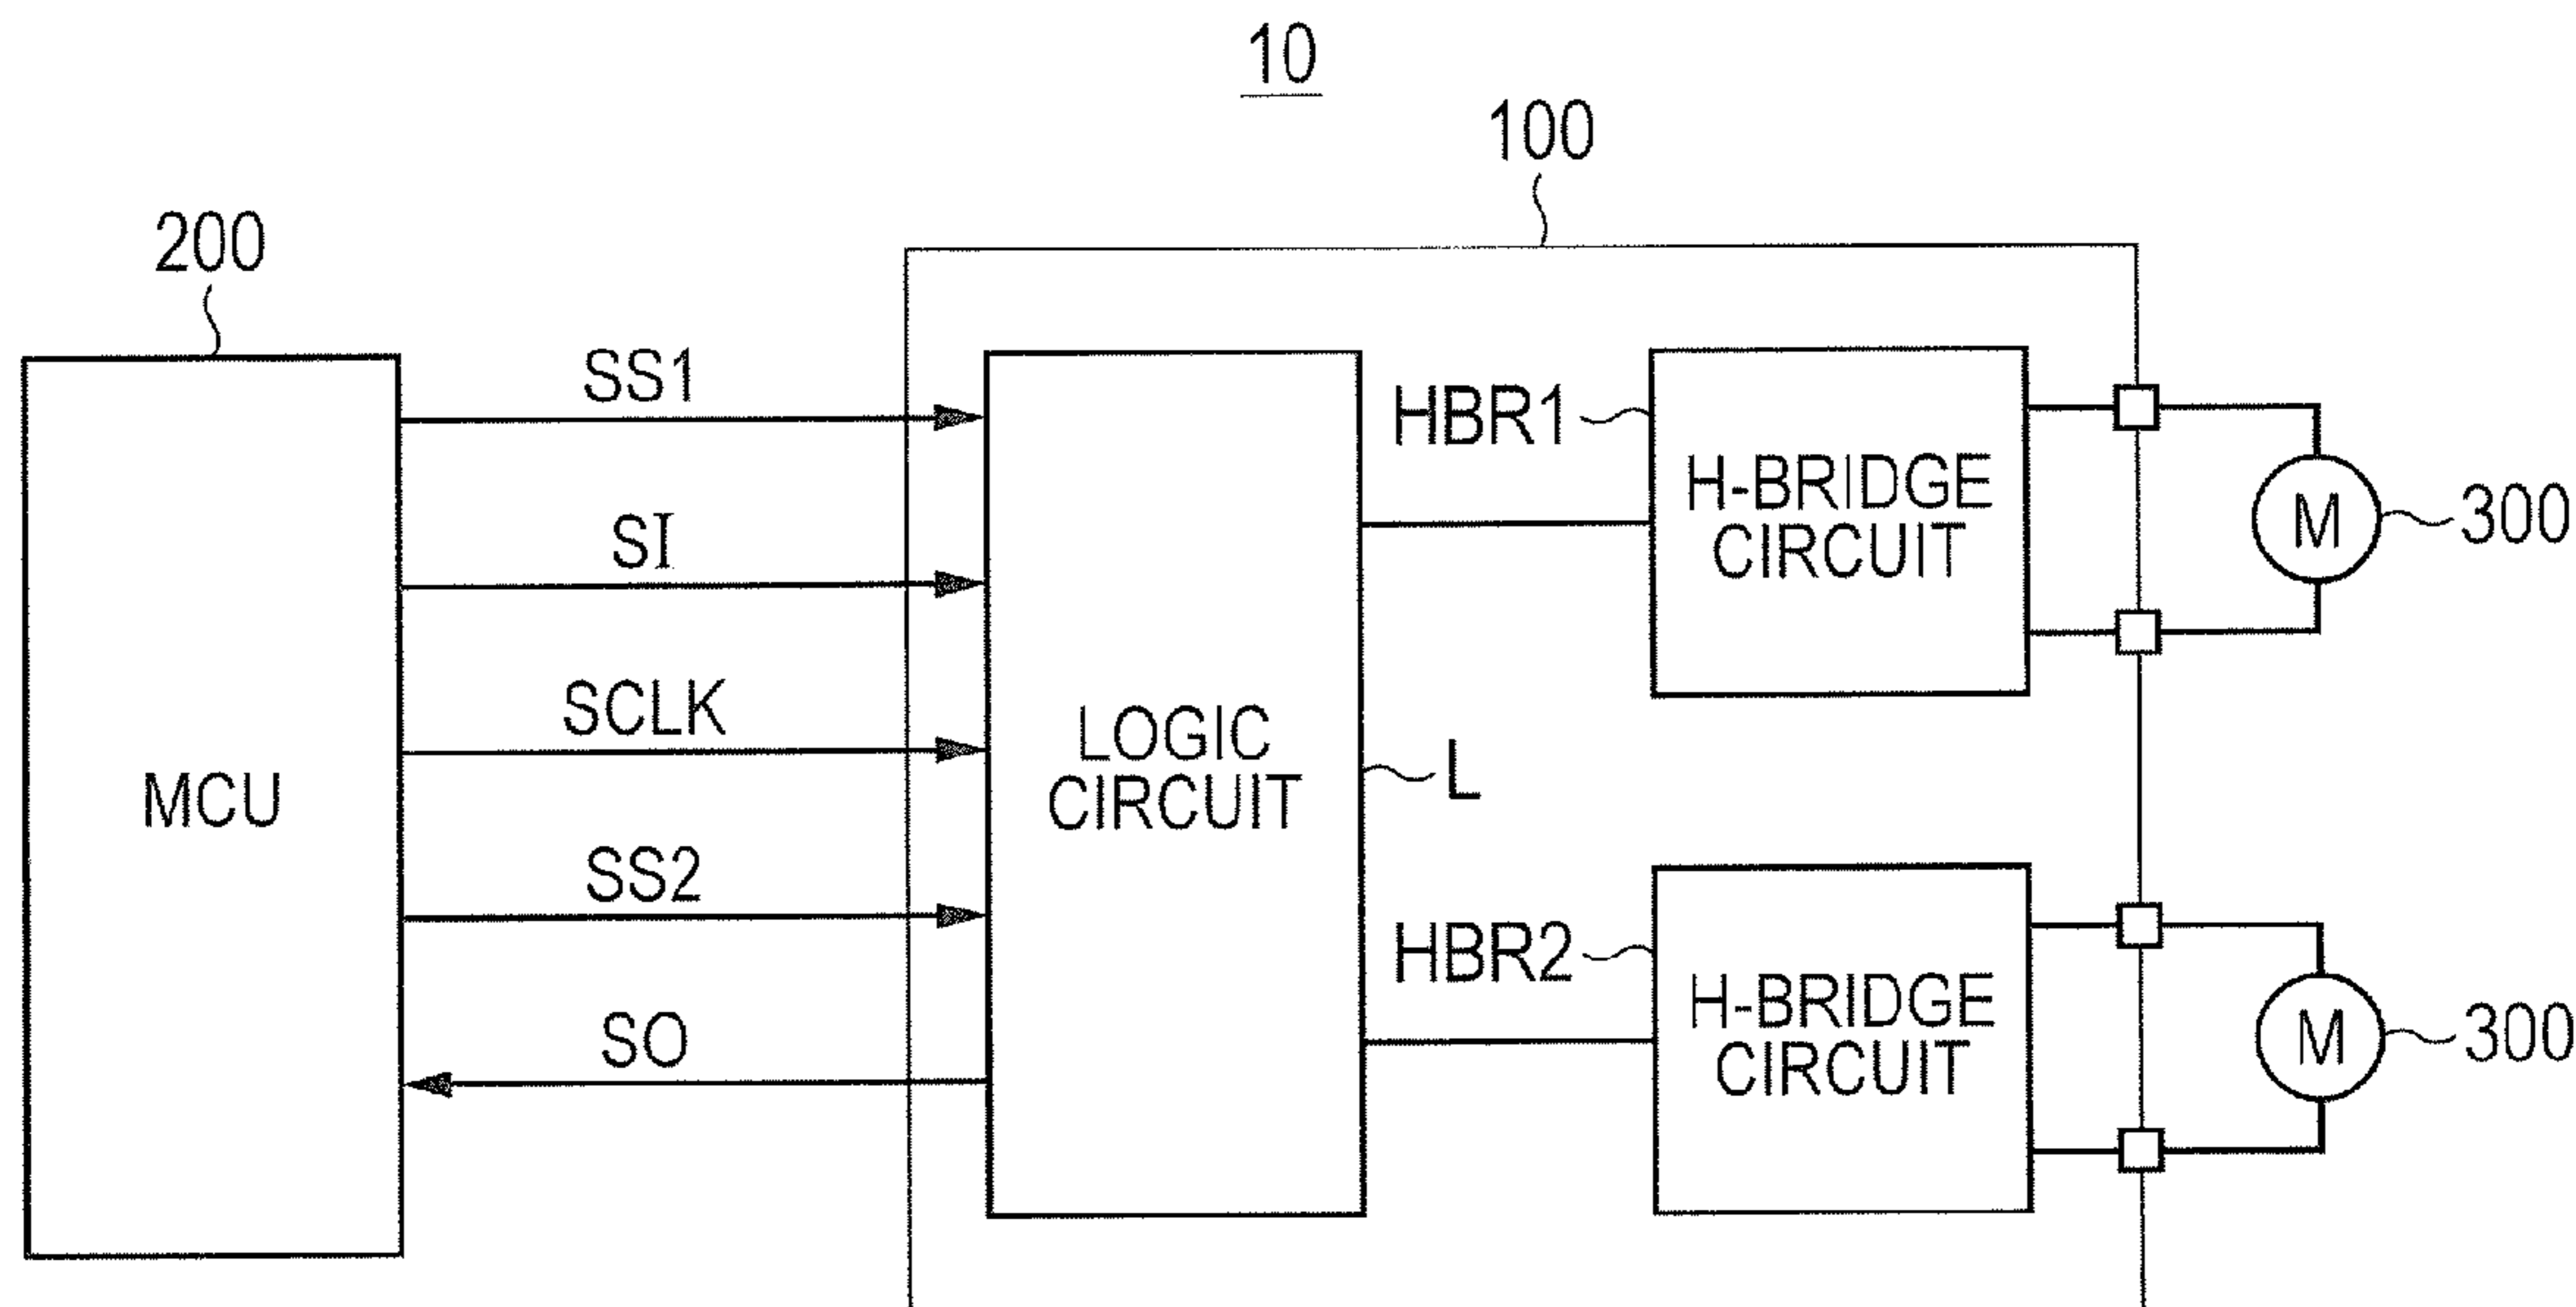 10
100
200
SS1
SI
SCLK
SS2
SO
MCU
LOGIC
CIRCUIT
L
HBR1
H-BRIDGE
CIRCUIT
M
300
HBR2
H-BRIDGE
CIRCUIT
M
300